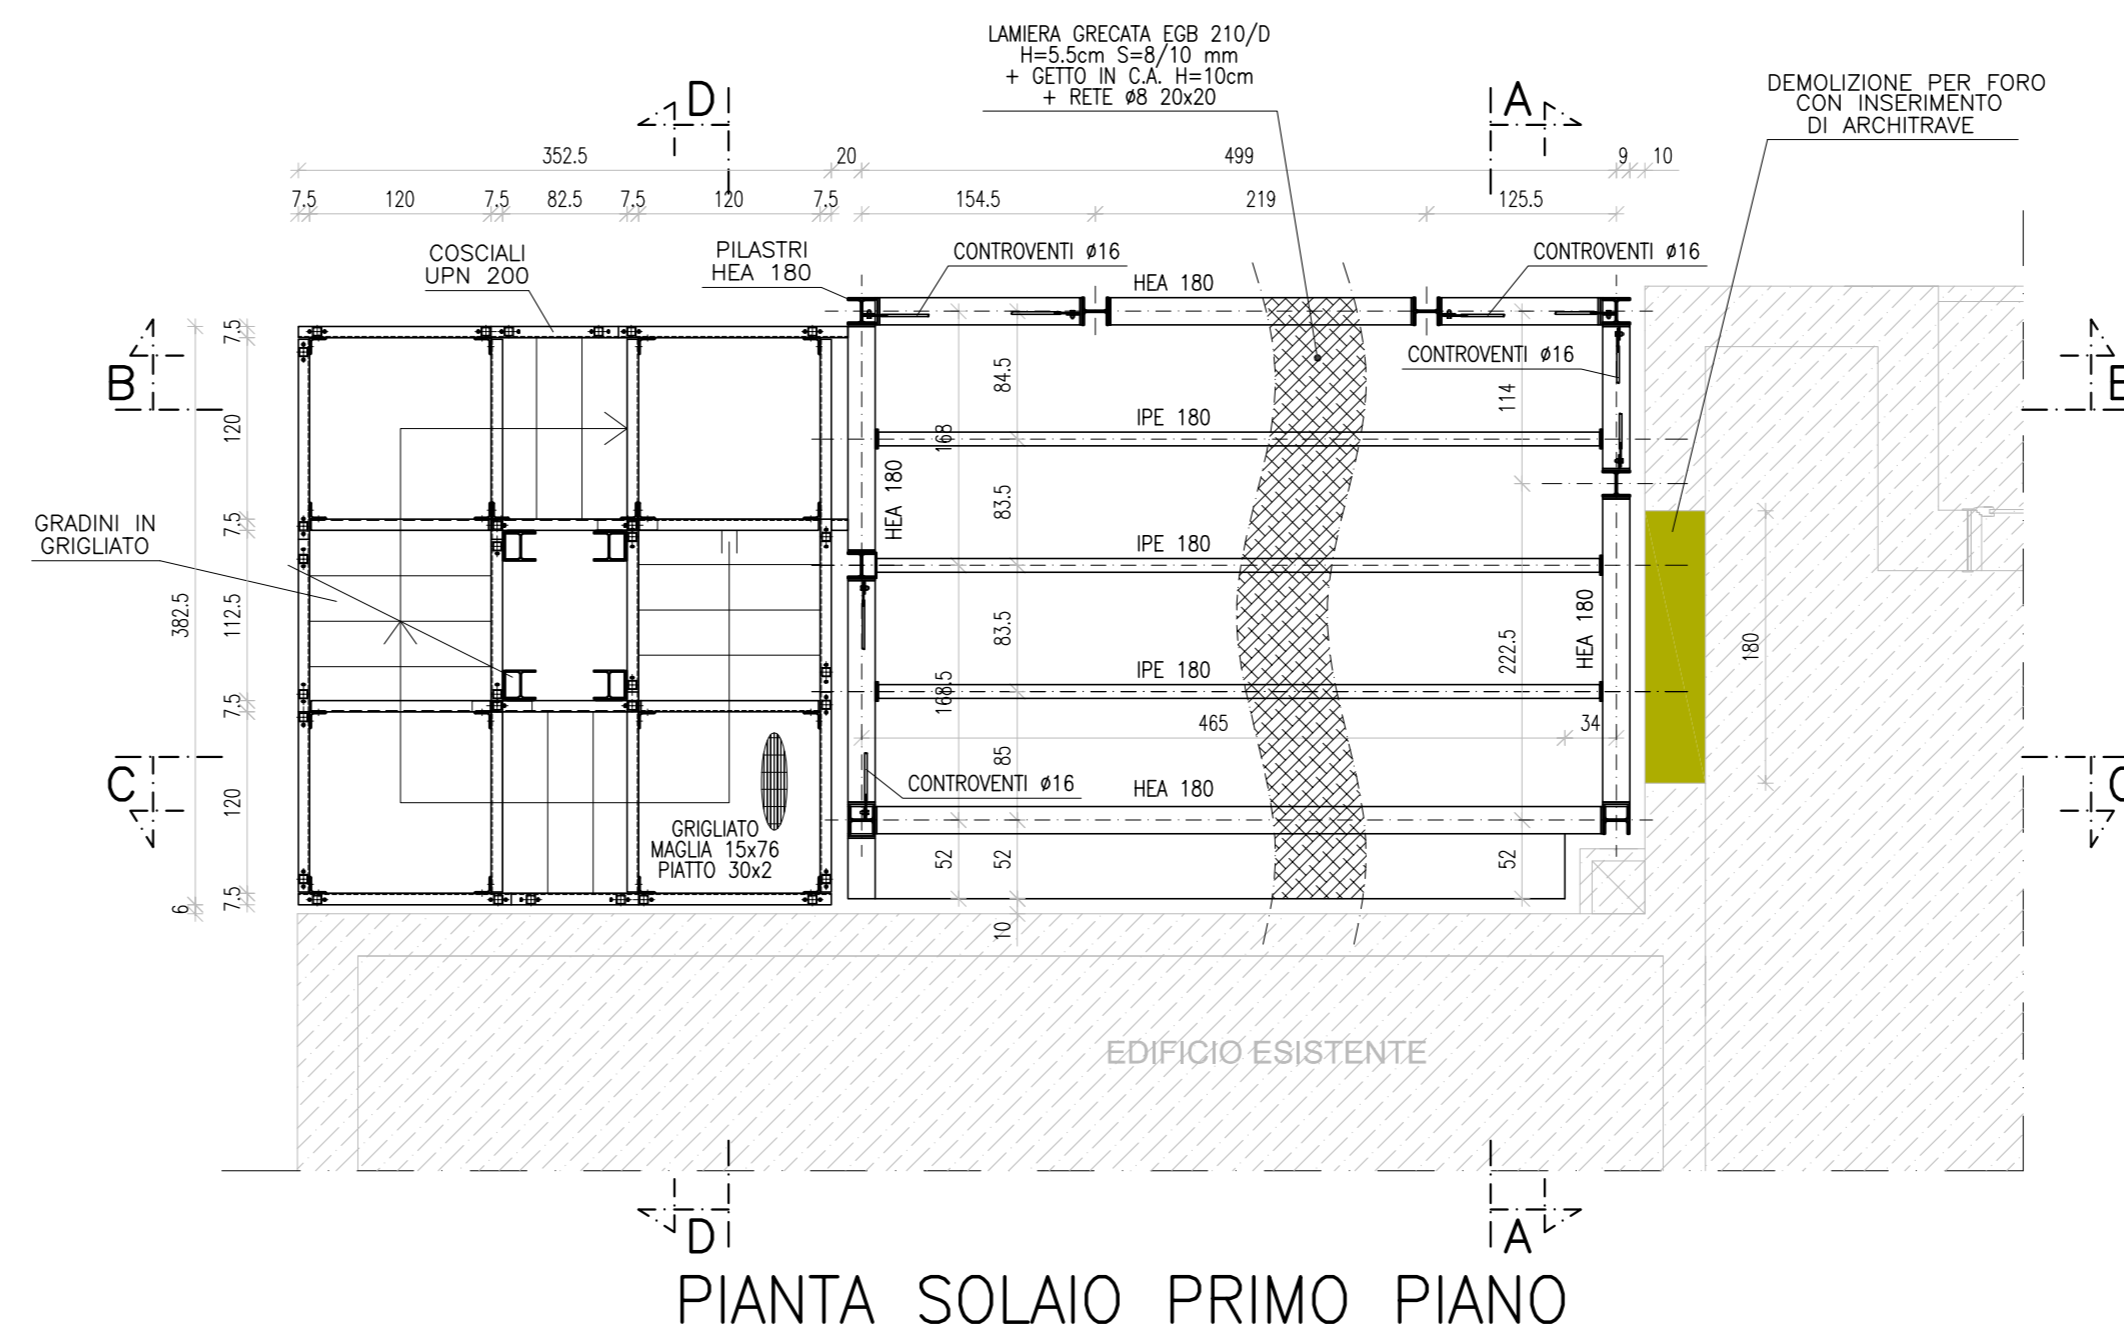 LAMIERA GRECATA EGB 210/D
H=5.5cm S=8/10 mm
+ GETTO IN C.A. H=10cm
+ RETE ø8 20x20
DEMOLIZIONE PER FORO
CON INSERIMENTO
DI ARCHITRAVE
D
A
352.5
20
499
9
10
7.5
120
7.5
82.5
7.5
120
7.5
154.5
219
125.5
COSCIALI
UPN 200
PILASTRI
HEA 180
CONTROVENTI ø16
CONTROVENTI ø16
HEA 180
CONTROVENTI ø16
B
7.5
84.5
114
120
168
IPE 180
HEA 180
83.5
GRADINI IN
GRIGLIATO
7.5
IPE 180
382.5
112.5
83.5
222.5
HEA 180
180
IPE 180
7.5
168.5
465
34
C
120
85
CONTROVENTI ø16
HEA 180
GRIGLIATO
MAGLIA 15x76
PIATTO 30x2
52
52
52
6
7.5
10
EDIFICIO ESISTENTE
D
A
PIANTA SOLAIO PRIMO PIANO